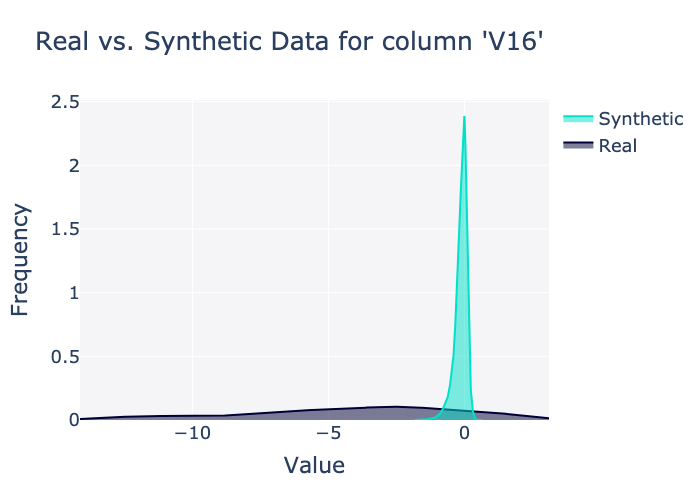 Real vs. Synthetic Data for column 'V16'
2.5
2
1.5
1
0.5
0
−10
−5
0
Frequency
Value
Synthetic
Real